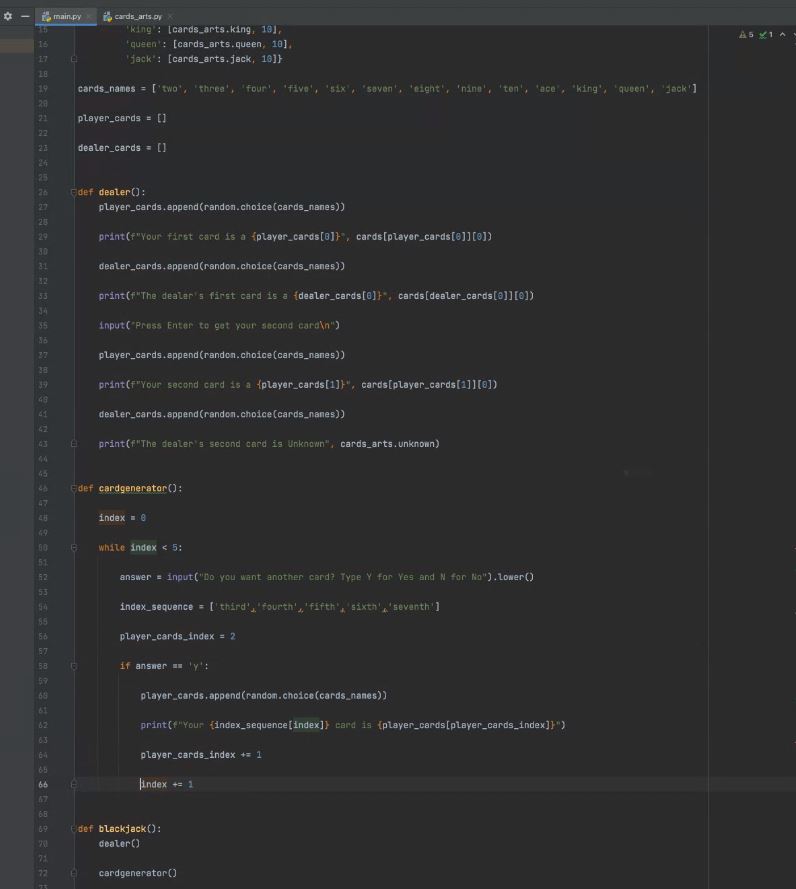 main.py cards_arts.py
15 'king': [cards_arts.king, 10],
16 'queen': [cards_arts.queen, 10],
17 'jack': [cards_arts.jack, 10]}
18
19 cards_names = ['two', 'three', 'four', 'five', 'six', 'seven', 'eight', 'nine', 'ten', 'ace', 'king', 'queen', 'jack']
20
21 player_cards = []
22
23 dealer_cards = []
24
25
26 def dealer():
27 player_cards.append(random.choice(cards_names))
28
29 print(f"Your first card is a {player_cards[0]}", cards[player_cards[0]][0])
30
31 dealer_cards.append(random.choice(cards_names))
32
33 print(f"The dealer's first card is a {dealer_cards[0]}", cards[dealer_cards[0]][0])
34
35 input("Press Enter to get your second card\n")
36
37 player_cards.append(random.choice(cards_names))
38
39 print(f"Your second card is a {player_cards[1]}", cards[player_cards[1]][0])
40
41 dealer_cards.append(random.choice(cards_names))
42
43 print(f"The dealer's second card is Unknown", cards_arts.unknown)
44
45
46 def cardgenerator():
47
48 index = 0
49
50 while index < 5:
51
52 answer = input("Do you want another card? Type Y for Yes and N for No").lower()
53
54 index_sequence = ['third','fourth','fifth','sixth','seventh']
55
56 player_cards_index = 2
57
58 if answer == 'y':
59
60 player_cards.append(random.choice(cards_names))
61
62 print(f"Your {index_sequence[index]} card is {player_cards[player_cards_index]}")
63
64 player_cards_index += 1
65
66 index += 1
67
68
69 def blackjack():
70 dealer()
71
72 cardgenerator()
73
5 1